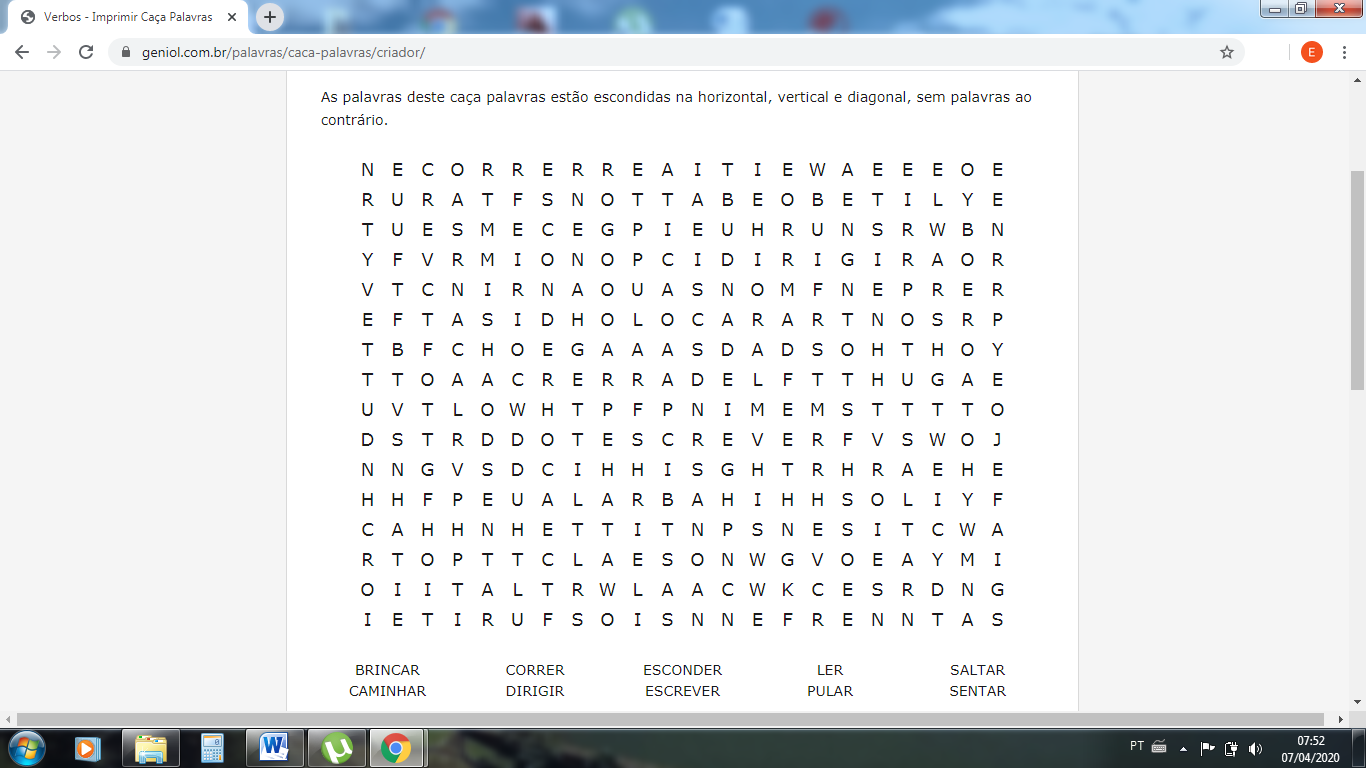 Verbos - Imprimir Caça Palavras
geniol.com.br/palavras/caca-palavras/criador/
E
As palavras deste caça palavras estão escondidas na horizontal, vertical e diagonal, sem palavras ao
contrário.
N E C O R R E R R E A I T I E W A E E E O E
R U R A T F S N O T T A B E O B E T I L Y E
T U E S M E C E G P I E U H R U N S R W B N
Y F V R M I O N O P C I D I R I G I R A O R
V T C N I R N A O U A S N O M F N E P R E R
E F T A S I D H O L O C A R A R T N O S R P
T B F C H O E G A A A S D A D S O H T H O Y
T T O A A C R E R R A D E L F T T H U G A E
U V T L O W H T P F P N I M E M S T T T T O
D S T R D D O T E S C R E V E R F V S W O J
N N G V S D C I H H I S G H T R H R A E H E
H H F P E U A L A R B A H I H H S O L I Y F
C A H H N H E T T I T N P S N E S I T C W A
R T O P T T C L A E S O N W G V O E A Y M I
O I I T A L T R W L A A C W K C E S R D N G
I E T I R U F S O I S N N E F R E N N T A S
BRINCAR CORRER ESCONDER LER SALTAR
CAMINHAR DIRIGIR ESCREVER PULAR SENTAR
PT
07:52
07/04/2020